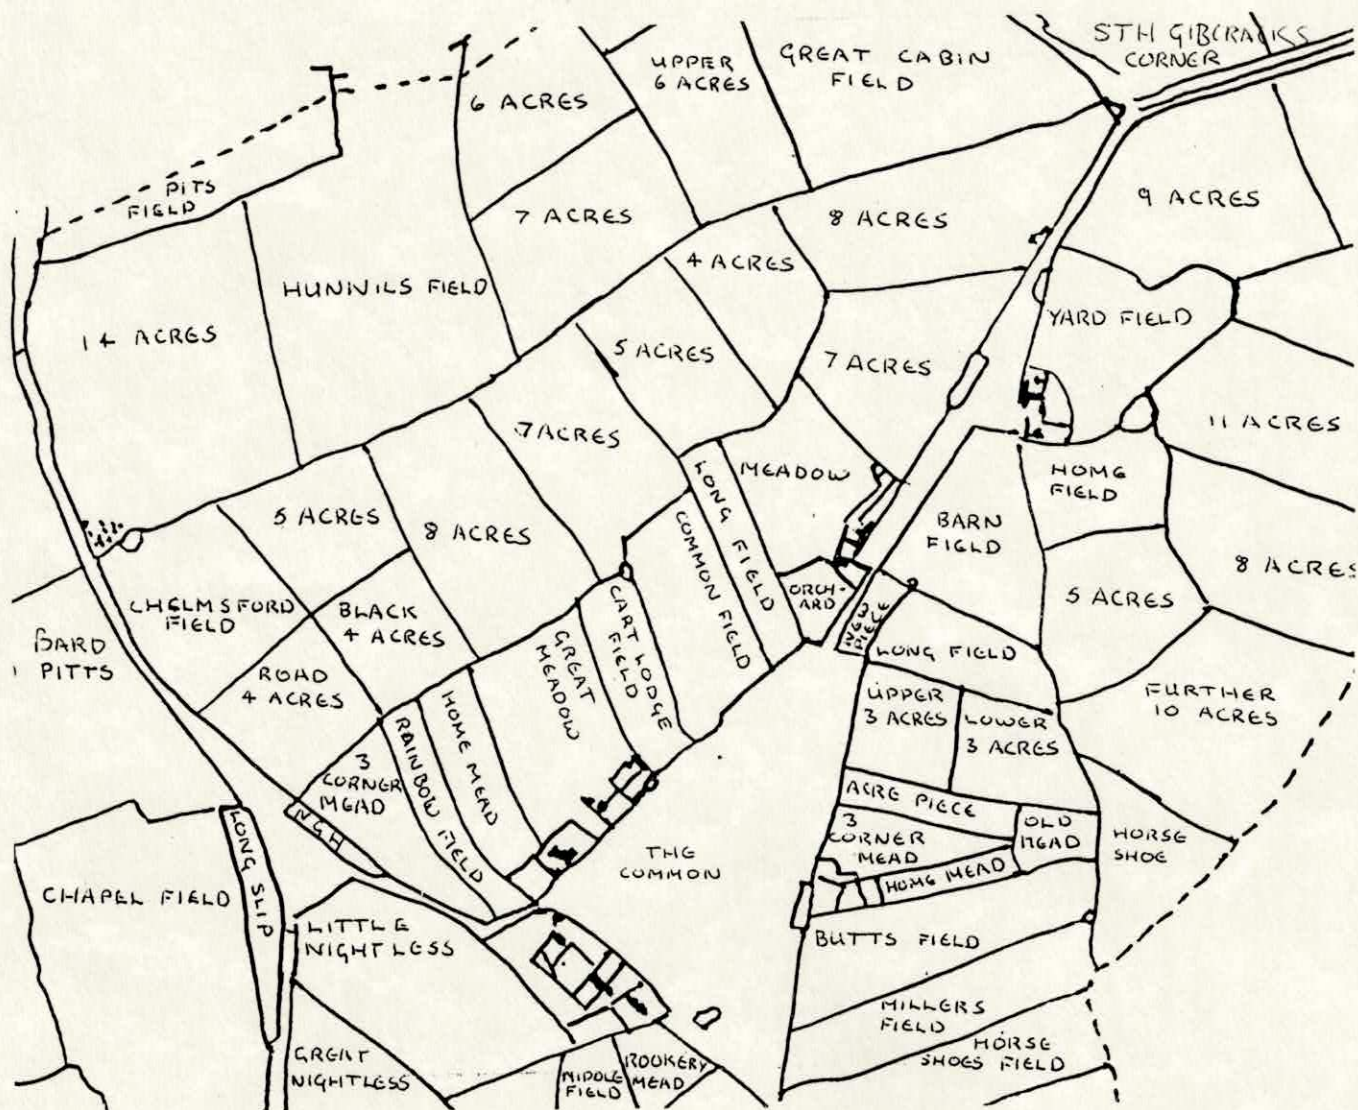 STH GIBCRACKS
CORNER
GREAT CABIN
FIELD
UPPER
6 ACRES
6 ACRES
PITS
FIELD
7 ACRES
8 ACRES
9 ACRES
4 ACRES
HUNNILS FIELD
14 ACRES
5 ACRES
7 ACRES
YARD FIELD
11 ACRES
7 ACRES
MEADOW
HOME
FIELD
LONG FIELD
COMMON FIELD
5 ACRES
8 ACRES
BARN
FIELD
8 ACRES
ORCH-
ARD
NEW
PIECE
5 ACRES
CHELMSFORD
FIELD
BLACK
4 ACRES
CART LODGE
FIELD
GREAT
MEADOW
BARD
PITTS
ROAD
4 ACRES
LONG FIELD
FURTHER
10 ACRES
UPPER
3 ACRES
LOWER
3 ACRES
HOME MEAD
RAINBOW FIELD
3
CORNER
MEAD
NGH
ACRE PIECE
3
CORNER
MEAD
OLD
MEAD
HORSE
SHOE
THE
COMMON
HOME MEAD
LONG SLIP
CHAPEL FIELD
LITTLE
NIGHTLESS
BUTTS FIELD
MILLERS
FIELD
HORSE
SHOES FIELD
GREAT
NIGHTLESS
MIDDLE
FIELD
ROOKERY
MEAD